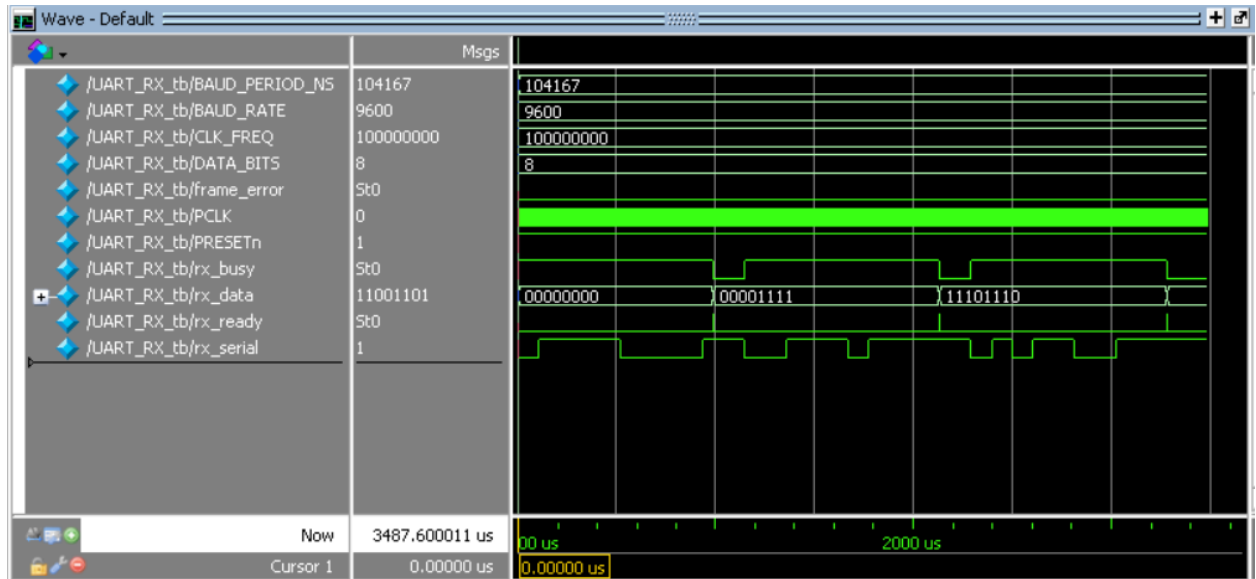 Wave - Default
Msgs
/UART_RX_tb/BAUD_PERIOD_NS 104167 104167
/UART_RX_tb/BAUD_RATE 9600 9600
/UART_RX_tb/CLK_FREQ 100000000 100000000
/UART_RX_tb/DATA_BITS 8 8
/UART_RX_tb/frame_error St0
/UART_RX_tb/PCLK 0
/UART_RX_tb/PRESETn 1
/UART_RX_tb/rx_busy St0
/UART_RX_tb/rx_data 11001101 00000000 00001111 11101110
/UART_RX_tb/rx_ready St0
/UART_RX_tb/rx_serial 1
Now 3487.600011 us 00 us 2000 us
Cursor 1 0.00000 us 0.00000 us